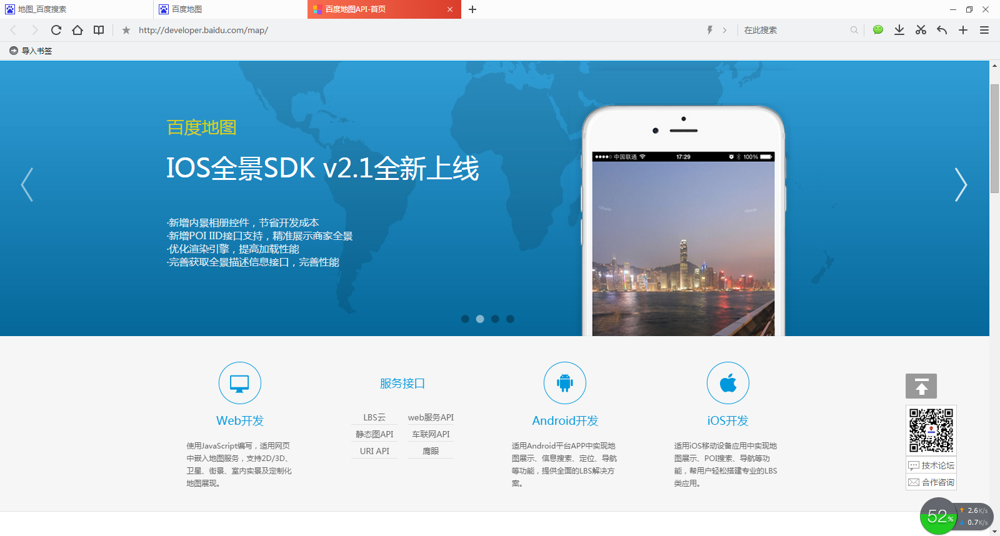 地图_百度搜索
百度地图
百度地图API-首页
http://developer.baidu.com/map/
在此搜索
导入书签
百度地图
IOS全景SDK v2.1全新上线
·新增内景相册控件，节省开发成本
·新增POI IID接口支持，精准展示商家全景
·优化渲染引擎，提高加载性能
·完善获取全景描述信息接口，完善性能
中国联通
17:29
100%
Web开发
使用JavaScript编写，适用网页
中嵌入地图服务，支持2D/3D、
卫星、街景、室内实景及定制化
地图展现。
服务接口
LBS云 web服务API
静态图API 车联网API
URI API 鹰眼
Android开发
适用Android平台APP中实现地
图展示、信息搜索、定位、导航
等功能，提供全面的LBS解决方
案。
iOS开发
适用iOS移动设备应用中实现地
图展示、POI搜索、导航等功
能，帮用户轻松搭建专业的LBS
类应用。
技术论坛
合作咨询
52%
2.6K/s
0.7K/s